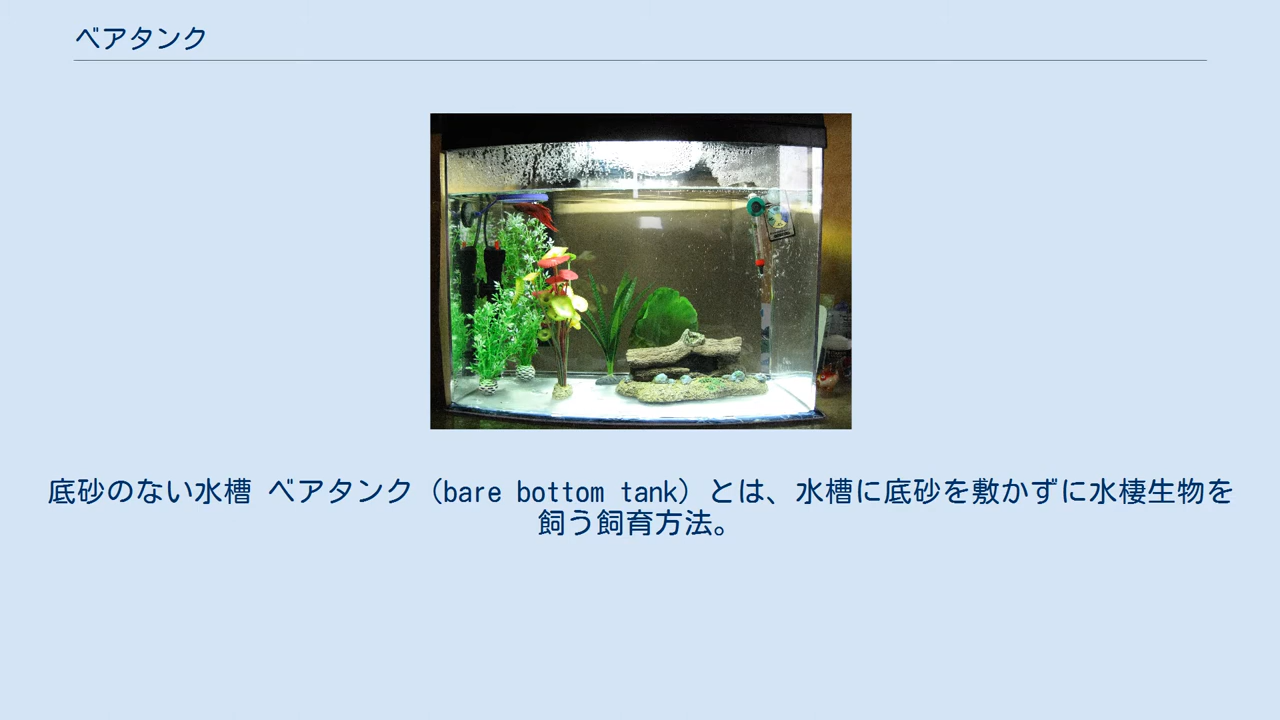 ベアタンク
底砂のない水槽 ベアタンク（bare bottom tank）とは、水槽に底砂を敷かずに水棲生物を
飼う飼育方法。